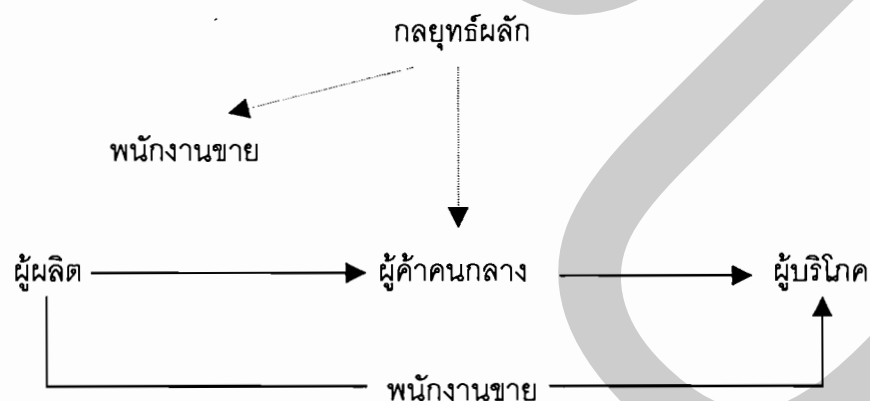 กลยุทธ์ผลัก
พนักงานขาย
ผู้ผลิต ผู้ค้าคนกลาง ผู้บริโภค
พนักงานขาย